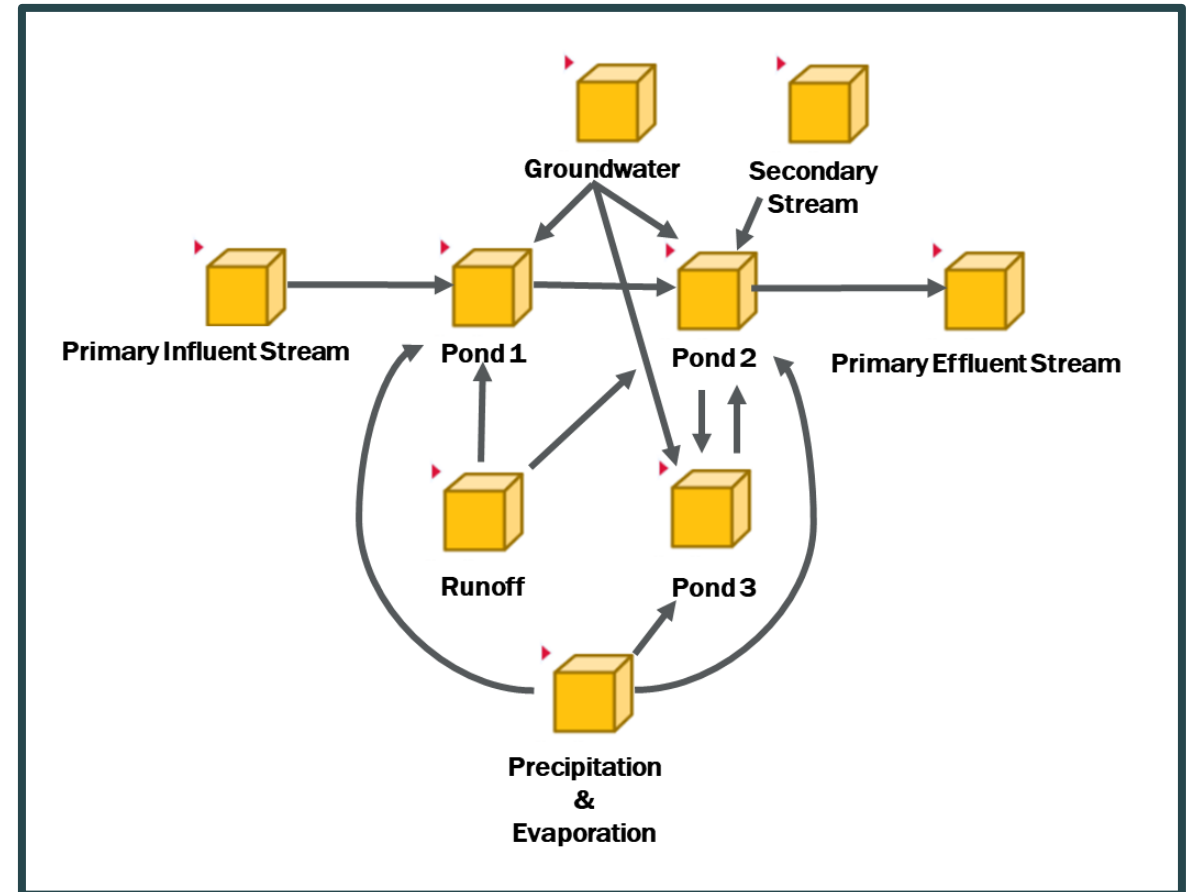 Groundwater
Secondary
Stream
Primary Influent Stream
Pond 1
Pond 2
Primary Effluent Stream
Runoff
Pond 3
Precipitation
&
Evaporation